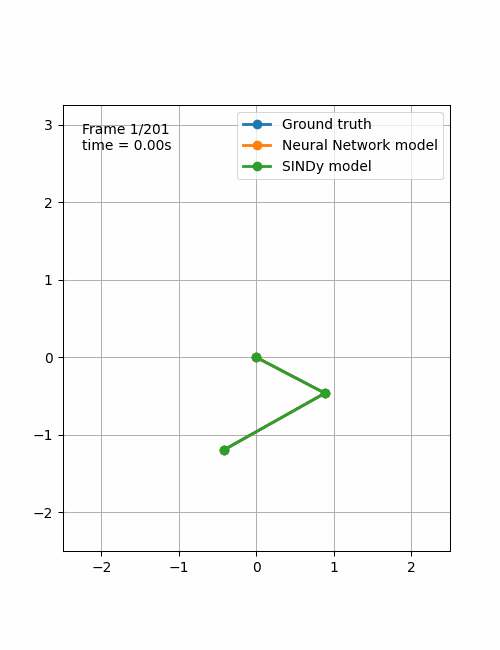 Frame 1/201
time = 0.00s
Ground truth
Neural Network model
SINDy model
3
2
1
0
−1
−2
−2
−1
0
1
2